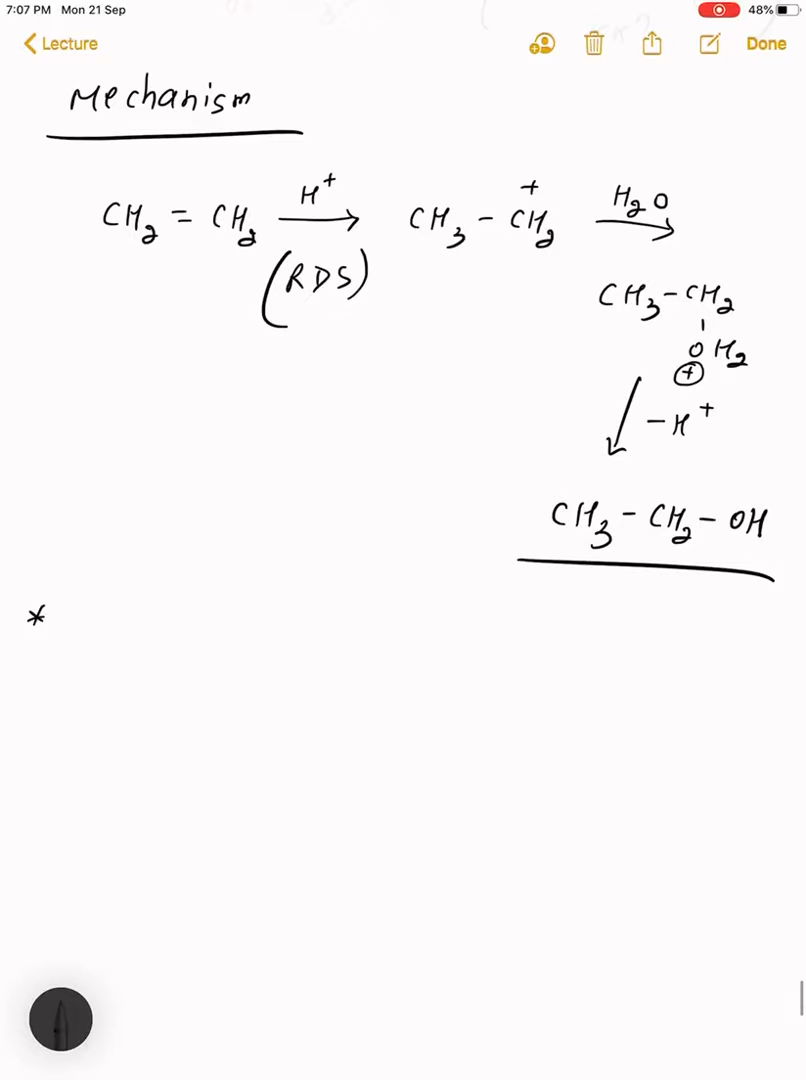 7:07 PM Mon 21 Sep 48%
Lecture Done
Mechanism
CH₂ = CH₂ —H⁺→ CH₃ – C⁺H₂ —H₂O→
(RDS)
CH₃ – CH₂
|
OH₂
⊕
↓ – H⁺
CH₃ – CH₂ – OH
*